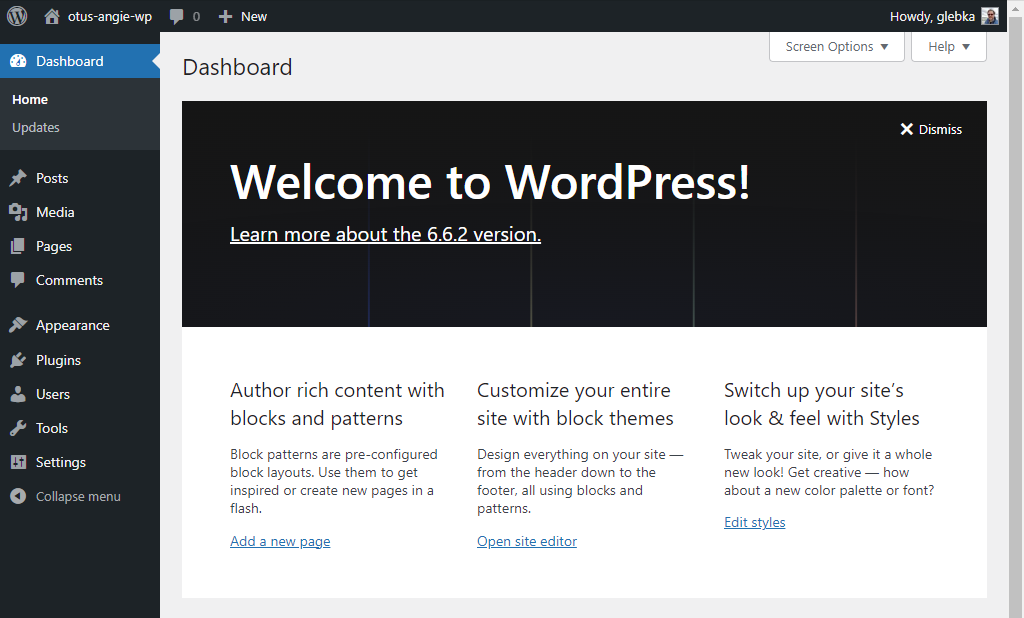 otus-angie-wp 0 New Howdy, glebka
Dashboard
Home
Updates
Posts
Media
Pages
Comments
Appearance
Plugins
Users
Tools
Settings
Collapse menu
Screen Options Help
Dashboard
Dismiss
Welcome to WordPress!
Learn more about the 6.6.2 version.
Author rich content with
blocks and patterns
Block patterns are pre-configured
block layouts. Use them to get
inspired or create new pages in a
flash.
Add a new page
Customize your entire
site with block themes
Design everything on your site —
from the header down to the
footer, all using blocks and
patterns.
Open site editor
Switch up your site’s
look & feel with Styles
Tweak your site, or give it a whole
new look! Get creative — how
about a new color palette or font?
Edit styles